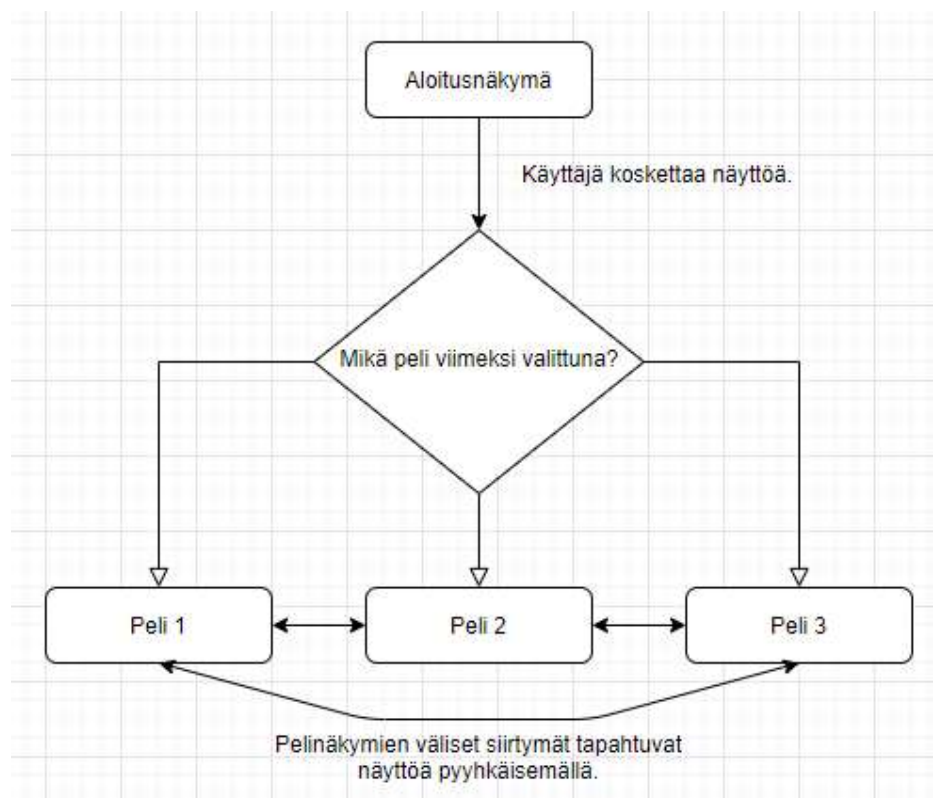 Aloitusnäkymä
Käyttäjä koskettaa näyttöä.
Mikä peli viimeksi valittuna?
Peli 1
Peli 2
Peli 3
Pelinäkymien väliset siirtymät tapahtuvat
näyttöä pyyhkäisemällä.